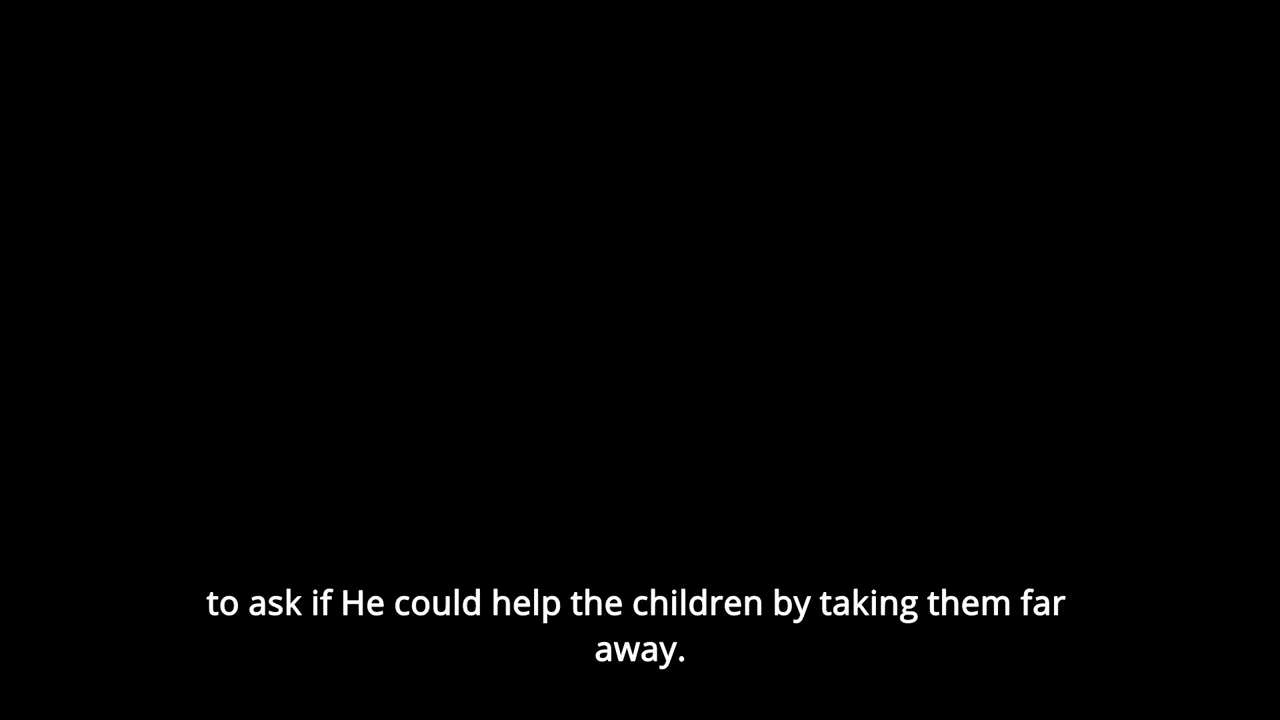 to ask if He could help the children by taking them far
away.